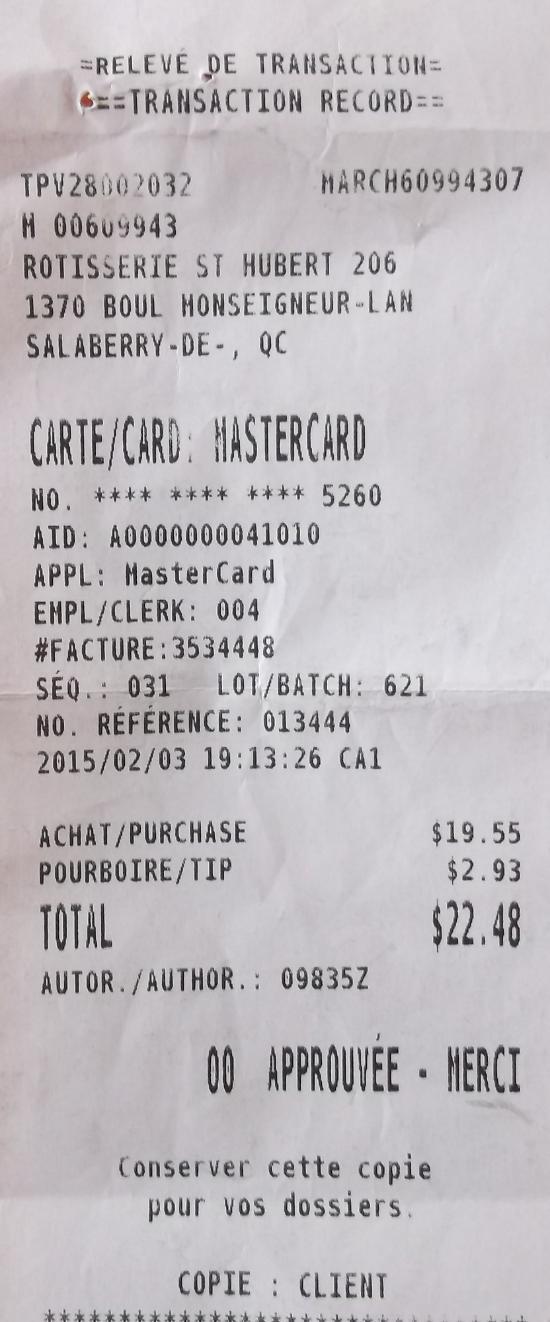 =RELEVÉ DE TRANSACTION=
==TRANSACTION RECORD==
TPV28002032 MARCH60994307
M 00609943
ROTISSERIE ST HUBERT 206
1370 BOUL MONSEIGNEUR-LAN
SALABERRY-DE-, QC
CARTE/CARD: MASTERCARD
NO. **** **** **** 5260
AID: A0000000041010
APPL: MasterCard
EMPL/CLERK: 004
#FACTURE:3534448
SÉQ.: 031 LOT/BATCH: 621
NO. RÉFÉRENCE: 013444
2015/02/03 19:13:26 CA1
ACHAT/PURCHASE $19.55
POURBOIRE/TIP $2.93
TOTAL $22.48
AUTOR./AUTHOR.: 09835Z
00 APPROUVÉE - MERCI
Conserver cette copie
pour vos dossiers.
COPIE : CLIENT
********************************